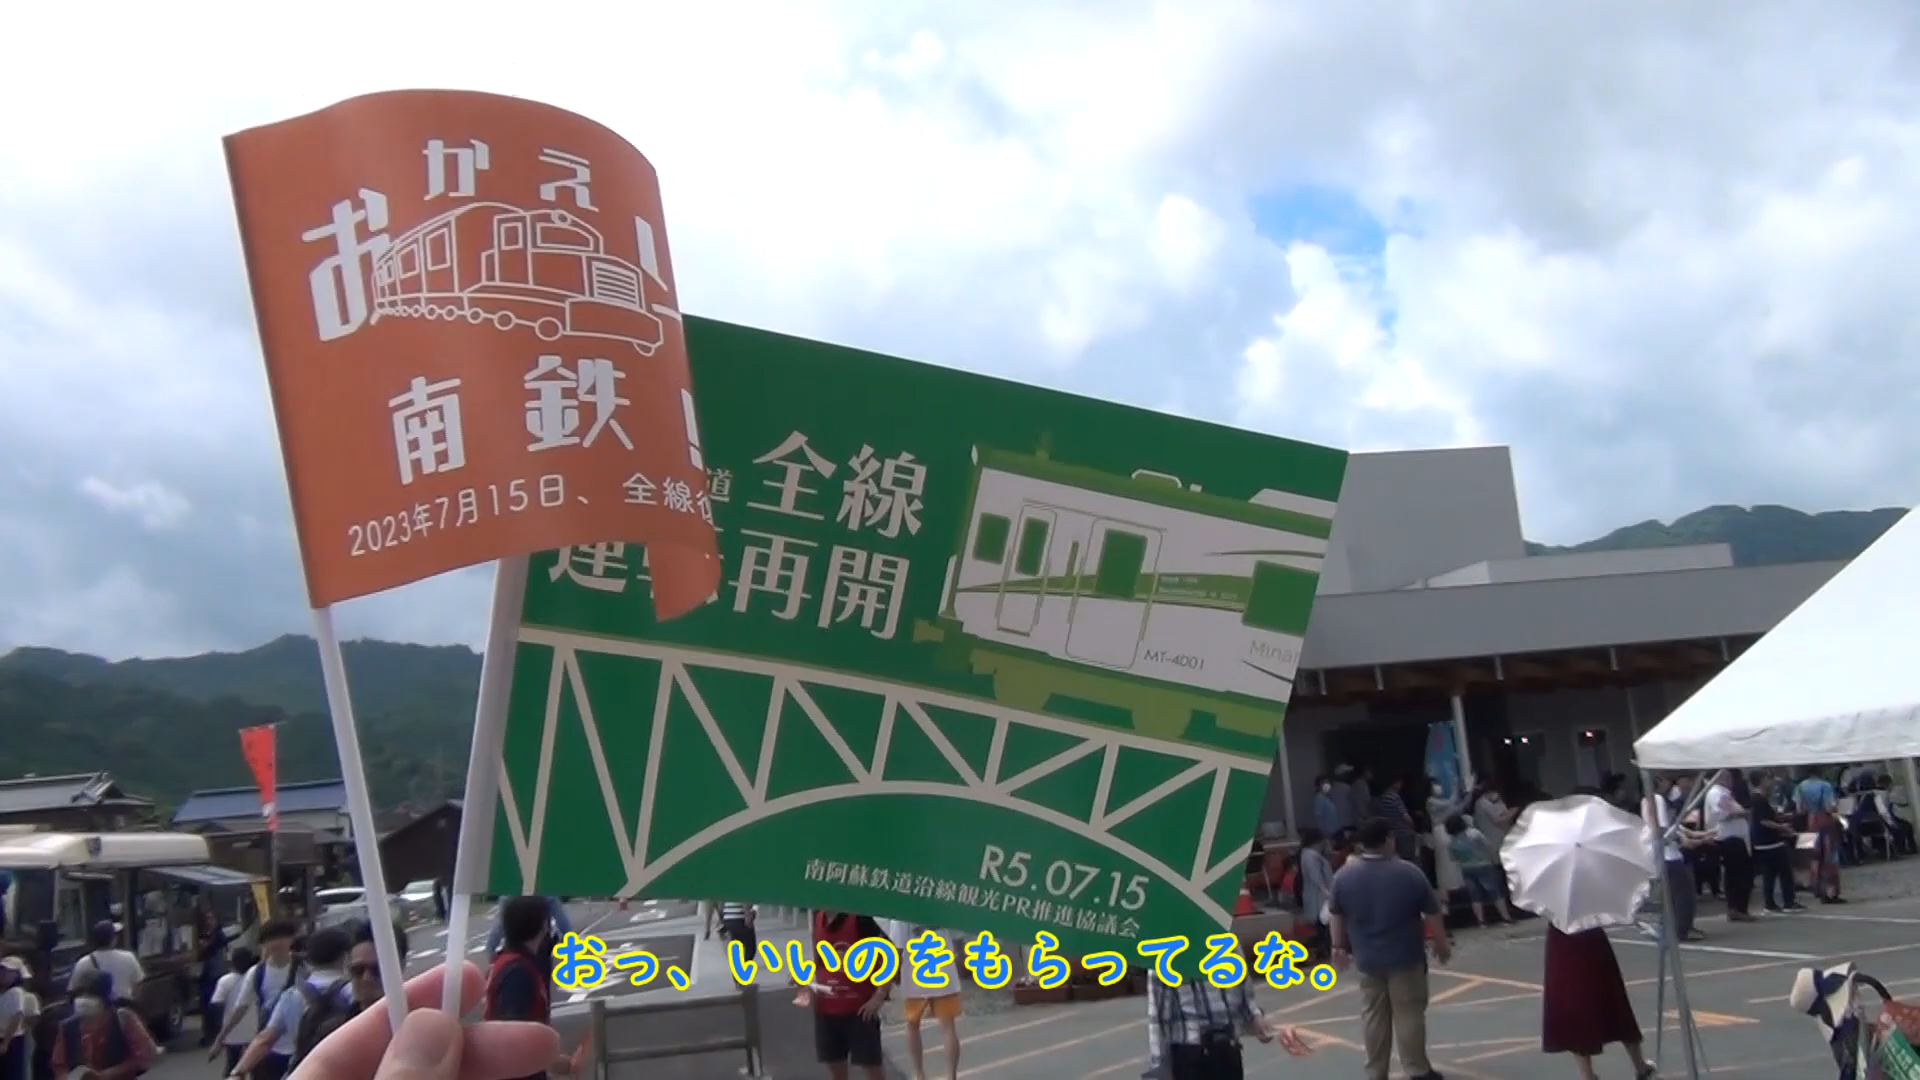 おかえり
南鉄!
2023年7月15日、全線
道全線
運転再開
MT-4001
Minar
R5.07.15
南阿蘇鉄道沿線観光PR推進協議会
おっ、いいのをもらってるな。